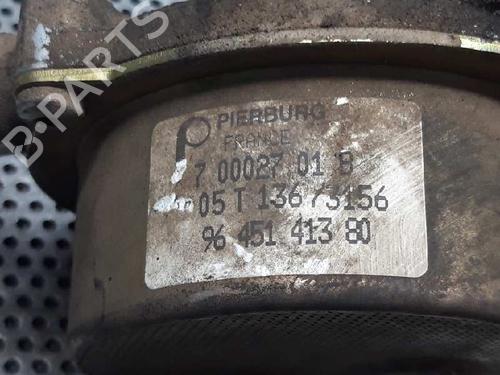 B-PARTS
PIERBURG
FRANCE
7 00027 01 B
05 T 136 73156
96 451 413 80